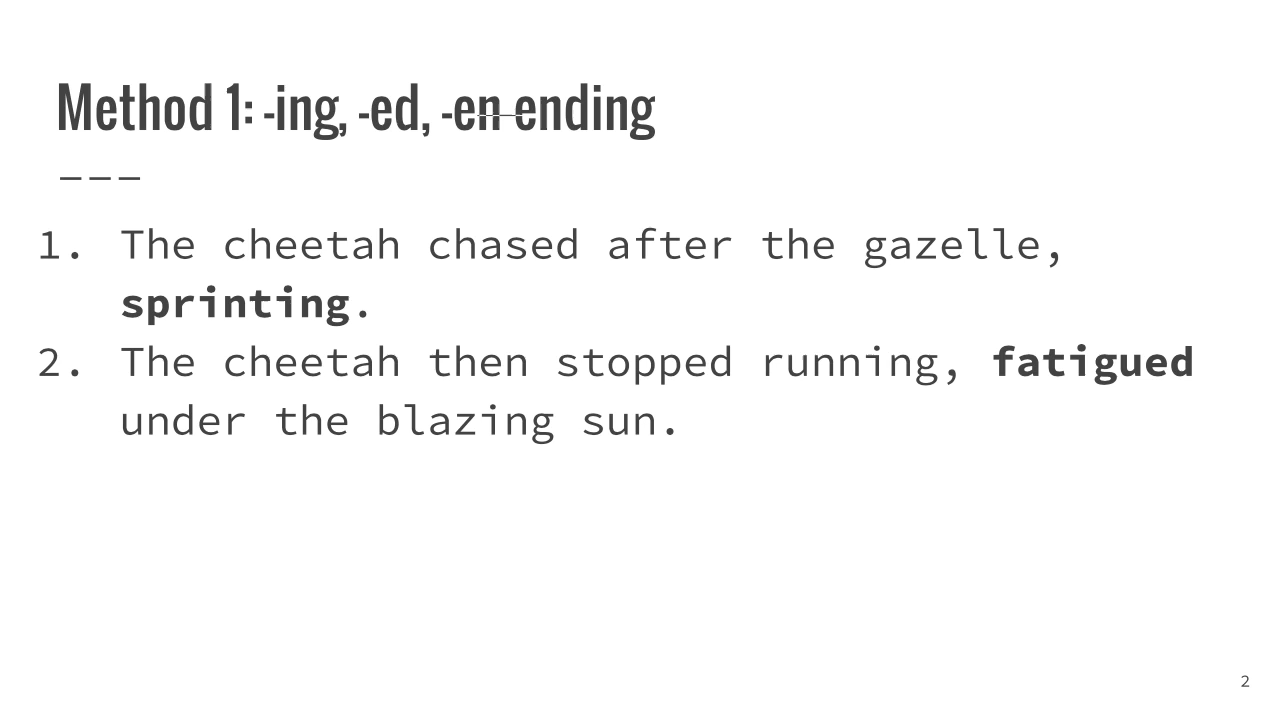 Method 1: -ing, -ed, -en ending
1. The cheetah chased after the gazelle,
sprinting.
2. The cheetah then stopped running, fatigued
under the blazing sun.
2